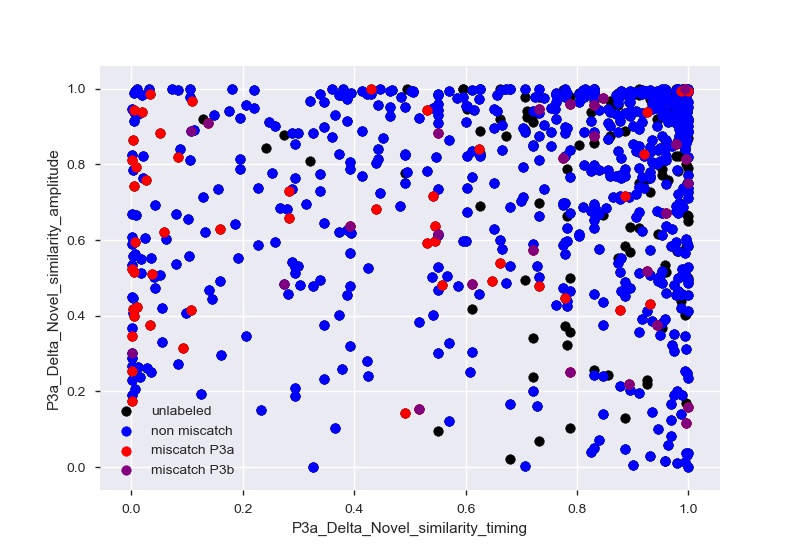 1.0
0.8
0.6
0.4
0.2
0.0
P3a_Delta_Novel_similarity_amplitude
unlabeled
non miscatch
miscatch P3a
miscatch P3b
0.0 0.2 0.4 0.6 0.8 1.0
P3a_Delta_Novel_similarity_timing